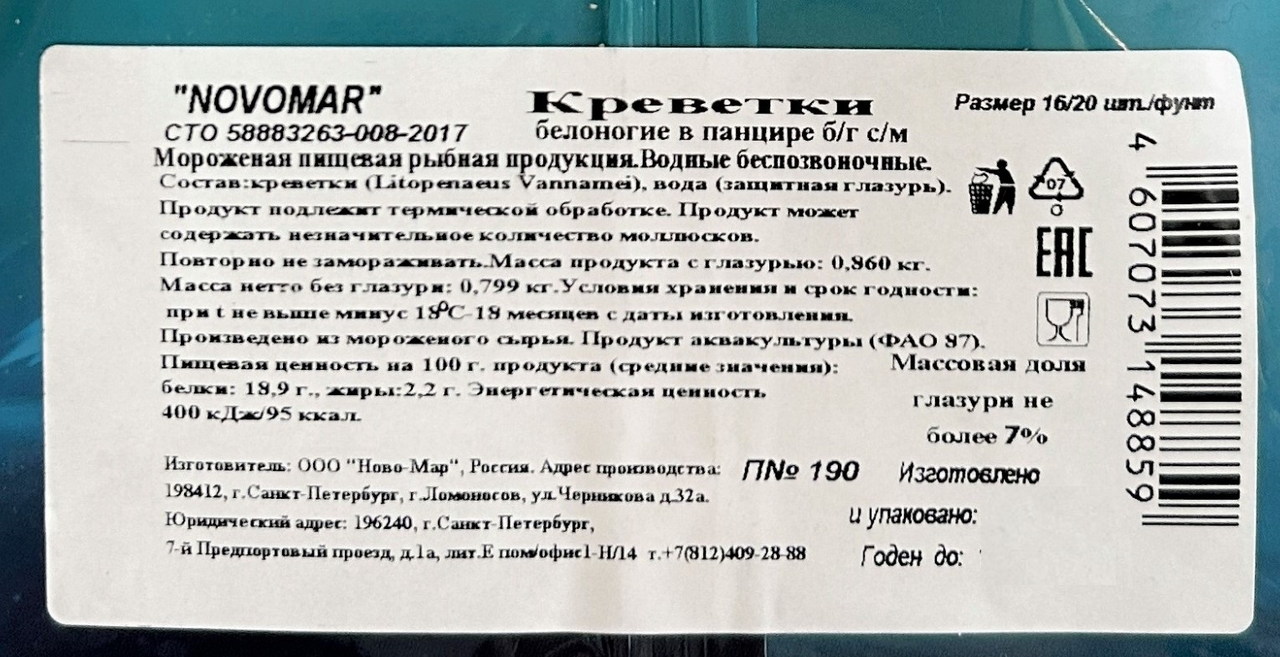 "NOVOMAR"
СТО 58883263-008-2017
Креветки
белоногие в панцире б/г с/м
Размер 16/20 шт./фунт
Мороженая пищевая рыбная продукция.Водные беспозвоночные.
Состав:креветки (Litopenaeus Vannamei), вода (защитная глазурь).
Продукт подлежит термической обработке. Продукт может
содержать незначительное количество моллюсков.
Повторно не замораживать.Масса продукта с глазурью: 0,860 кг.
Масса нетто без глазури: 0,799 кг.Условия хранения и срок годности:
при t не выше минус 18⁰С-18 месяцев с даты изготовления.
Произведено из мороженого сырья. Продукт аквакультуры (ФАО 87).
Пищевая ценность на 100 г. продукта (средние значения):
белки: 18,9 г., жиры:2,2 г. Энергетическая ценность
400 кДж/95 ккал.
Массовая доля
глазури не
более 7%
Изготовитель: ООО "Ново-Мар", Россия. Адрес производства:
198412, г.Санкт-Петербург, г.Ломоносов, ул.Черникова д.32а.
Юридический адрес: 196240, г.Санкт-Петербург,
7-й Предпортовый проезд, д.1а, лит.Е пом/офис1-Н/14 т.+7(812)409-28-88
П№ 190
Изготовлено
и упаковано:
Годен до:
07
O
EAC
4 607073 148859